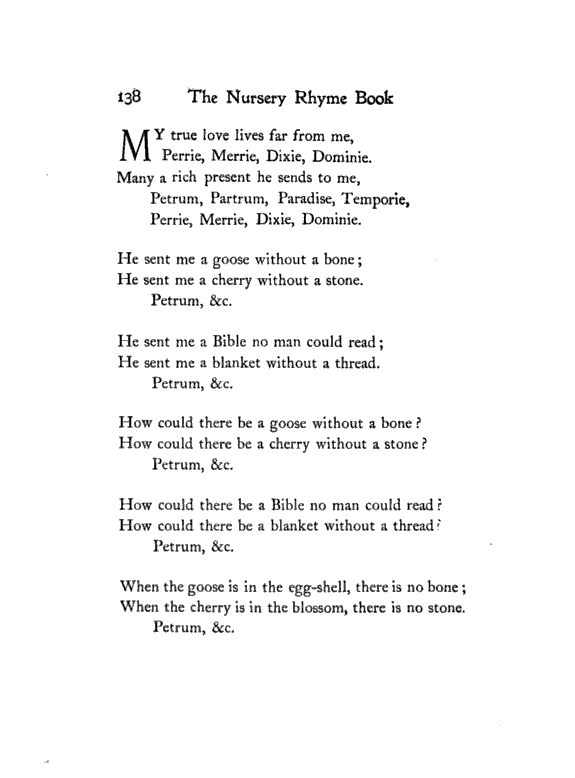 138 The Nursery Rhyme Book
MY true love lives far from me,
Perrie, Merrie, Dixie, Dominie.
Many a rich present he sends to me,
Petrum, Partrum, Paradise, Temporie,
Perrie, Merrie, Dixie, Dominie.
He sent me a goose without a bone;
He sent me a cherry without a stone.
Petrum, &c.
He sent me a Bible no man could read;
He sent me a blanket without a thread.
Petrum, &c.
How could there be a goose without a bone?
How could there be a cherry without a stone?
Petrum, &c.
How could there be a Bible no man could read?
How could there be a blanket without a thread?
Petrum, &c.
When the goose is in the egg-shell, there is no bone;
When the cherry is in the blossom, there is no stone.
Petrum, &c.